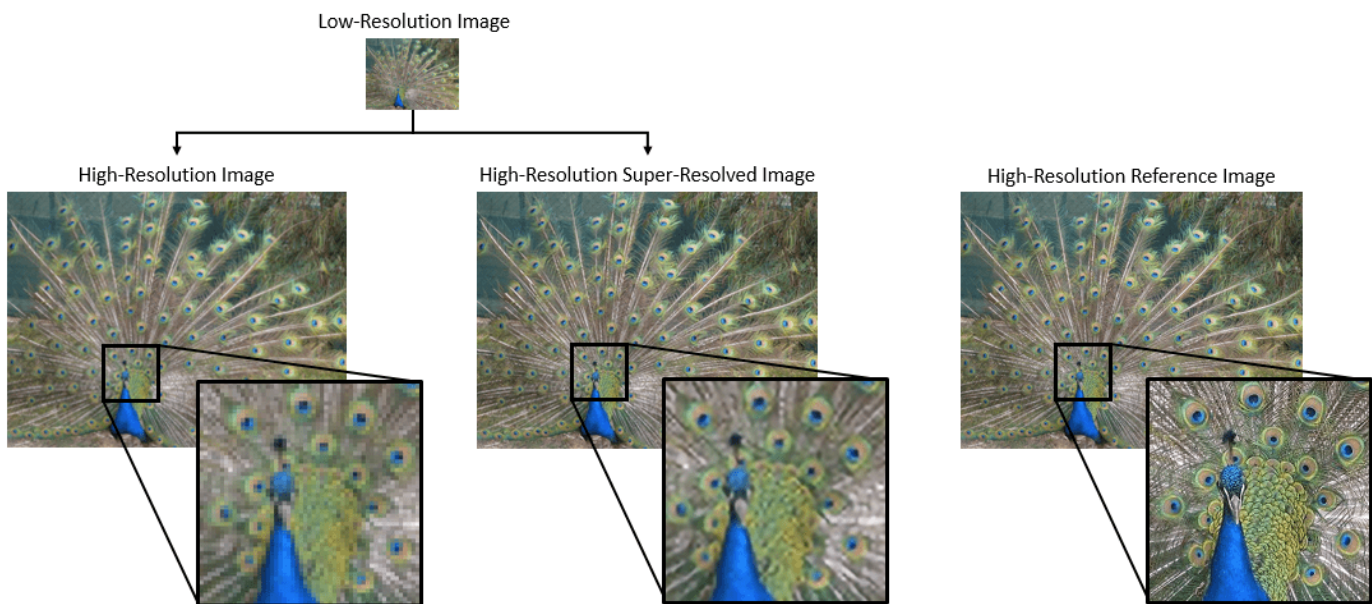 Low-Resolution Image
High-Resolution Image
High-Resolution Super-Resolved Image
High-Resolution Reference Image